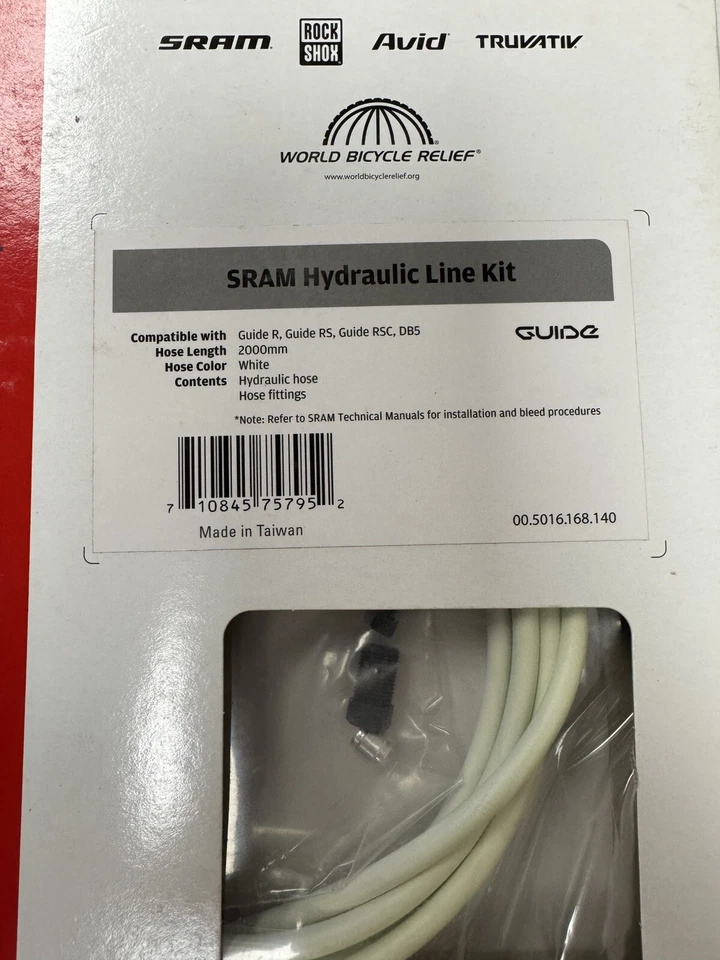 SRAM ROCK SHOX Avid TRUVATIV
WORLD BICYCLE RELIEF®
www.worldbicyclerelief.org
SRAM Hydraulic Line Kit
GUIDE
Compatible with Guide R, Guide RS, Guide RSC, DB5
Hose Length 2000mm
Hose Color White
Contents Hydraulic hose
Hose fittings
*Note: Refer to SRAM Technical Manuals for installation and bleed procedures
7 10845 75795 2
Made in Taiwan
00.5016.168.140